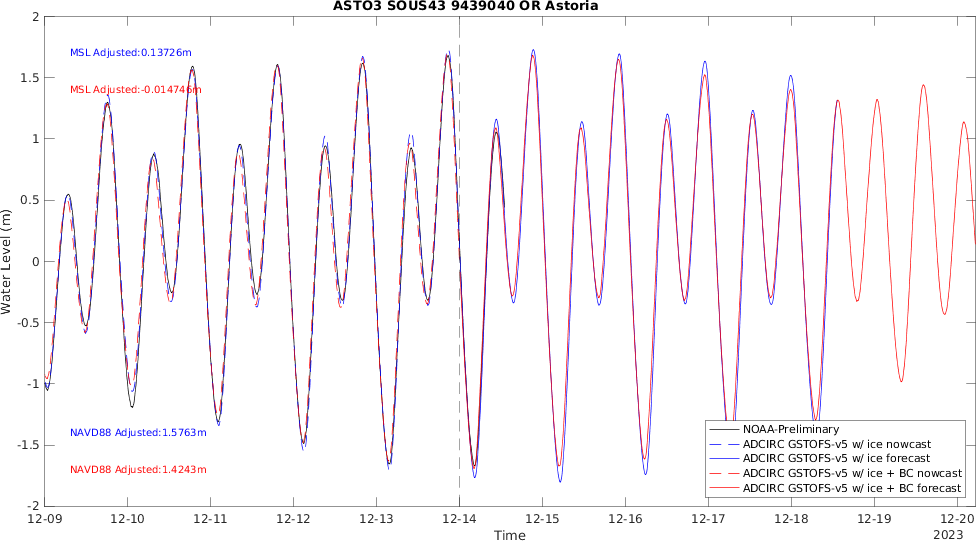 ASTO3 SOUS43 9439040 OR Astoria
2
1.5
1
0.5
0
-0.5
-1
-1.5
-2
Water Level (m)
MSL Adjusted:0.13726m
MSL Adjusted:-0.014746m
NAVD88 Adjusted:1.5763m
NAVD88 Adjusted:1.4243m
NOAA-Preliminary
ADCIRC GSTOFS-v5 w/ ice nowcast
ADCIRC GSTOFS-v5 w/ ice forecast
ADCIRC GSTOFS-v5 w/ ice + BC nowcast
ADCIRC GSTOFS-v5 w/ ice + BC forecast
12-09 12-10 12-11 12-12 12-13 12-14 12-15 12-16 12-17 12-18 12-19 12-20
Time
2023